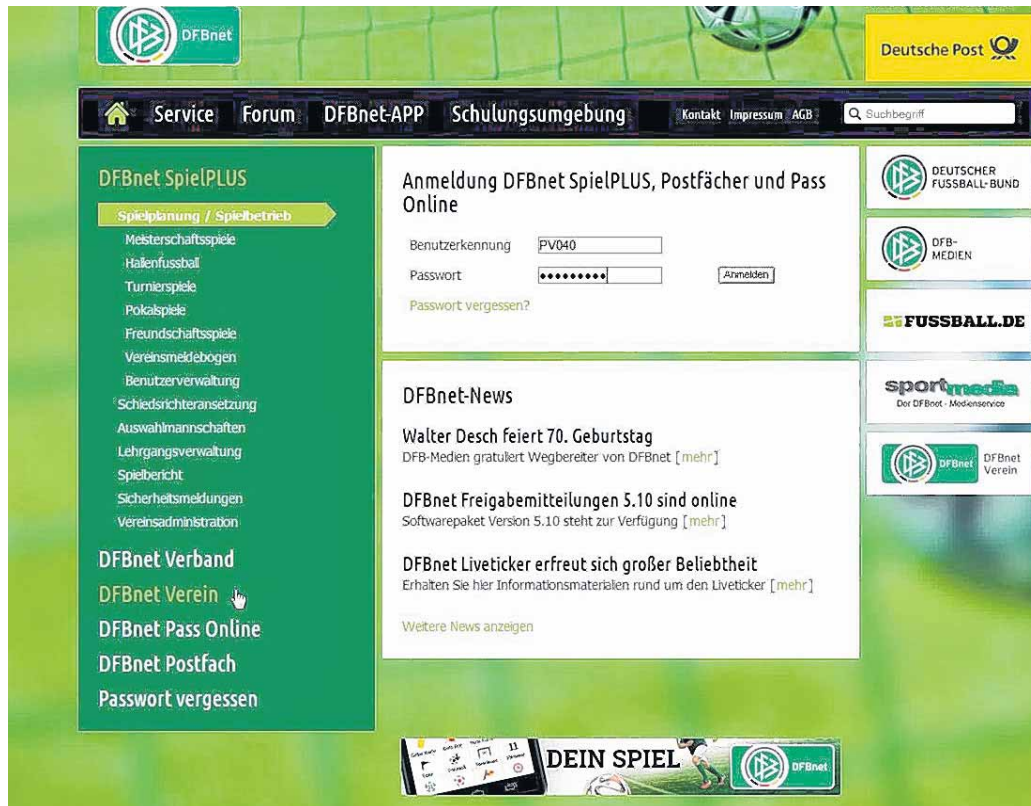 DFBnet
Deutsche Post
Service Forum DFBnet-APP Schulungsumgebung Kontakt Impressum AGB Suchbegriff
DFBnet SpielPLUS
Spielplanung / Spielbetrieb
Meisterschaftsspiele
Hallenfussball
Turnierspiele
Pokalspiele
Freundschaftsspiele
Vereinsmeldebogen
Benutzerverwaltung
Schiedsrichteransetzung
Auswahlmannschaften
Lehrgangsverwaltung
Spielbericht
Sicherheitsmeldungen
Vereinsadministration
DFBnet Verband
DFBnet Verein
DFBnet Pass Online
DFBnet Postfach
Passwort vergessen
Anmeldung DFBnet SpielPLUS, Postfächer und Pass
Online
Benutzerkennung PV040
Passwort ●●●●●●●●● Anmelden
Passwort vergessen?
DFBnet-News
Walter Desch feiert 70. Geburtstag
DFB-Medien gratuliert Wegbereiter von DFBnet [mehr]
DFBnet Freigabemitteilungen 5.10 sind online
Softwarepaket Version 5.10 steht zur Verfügung [mehr]
DFBnet Liveticker erfreut sich großer Beliebtheit
Erhalten Sie hier Informationsmaterialien rund um den Liveticker [mehr]
Weitere News anzeigen
DEUTSCHER
FUSSBALL-BUND
DFB-
MEDIEN
FUSSBALL.DE
sportmedia
Der DFBnet - Medienservice
DFBnet
DFBnet
Verein
11
DEIN SPIEL
DFBnet